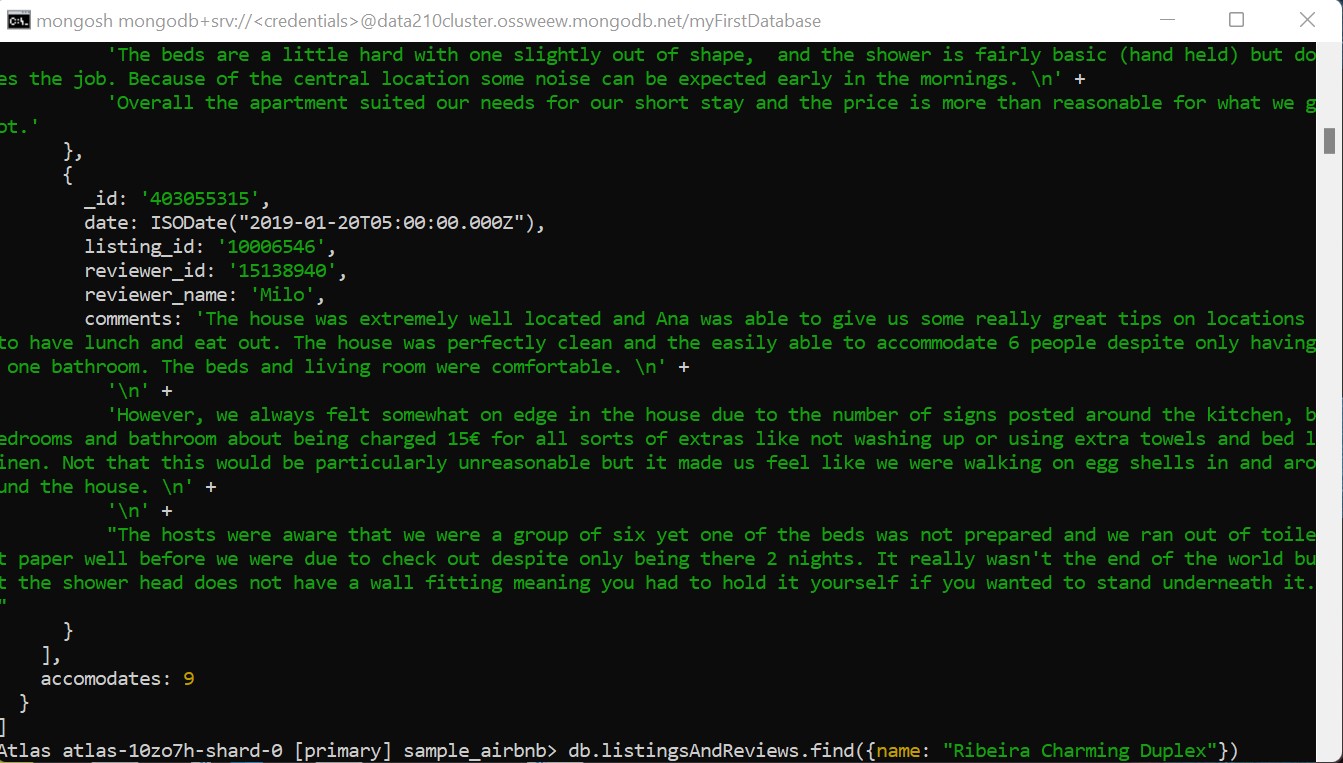 mongosh mongodb+srv://<credentials>@data210cluster.ossweew.mongodb.net/myFirstDatabase
'The beds are a little hard with one slightly out of shape,  and the shower is fairly basic (hand held) but do
es the job. Because of the central location some noise can be expected early in the mornings. \n' +
'Overall the apartment suited our needs for our short stay and the price is more than reasonable for what we g
ot.'
},
{
_id: '403055315',
date: ISODate("2019-01-20T05:00:00.000Z"),
listing_id: '10006546',
reviewer_id: '15138940',
reviewer_name: 'Milo',
comments: 'The house was extremely well located and Ana was able to give us some really great tips on locations
to have lunch and eat out. The house was perfectly clean and the easily able to accommodate 6 people despite only having
one bathroom. The beds and living room were comfortable. \n' +
'\n' +
'However, we always felt somewhat on edge in the house due to the number of signs posted around the kitchen, b
edrooms and bathroom about being charged 15€ for all sorts of extras like not washing up or using extra towels and bed l
inen. Not that this would be particularly unreasonable but it made us feel like we were walking on egg shells in and aro
und the house. \n' +
'\n' +
"The hosts were aware that we were a group of six yet one of the beds was not prepared and we ran out of toile
t paper well before we were due to check out despite only being there 2 nights. It really wasn't the end of the world bu
t the shower head does not have a wall fitting meaning you had to hold it yourself if you wanted to stand underneath it.
"
}
],
accomodates: 9
}
]
Atlas atlas-10zo7h-shard-0 [primary] sample_airbnb> db.listingsAndReviews.find({name: "Ribeira Charming Duplex"})